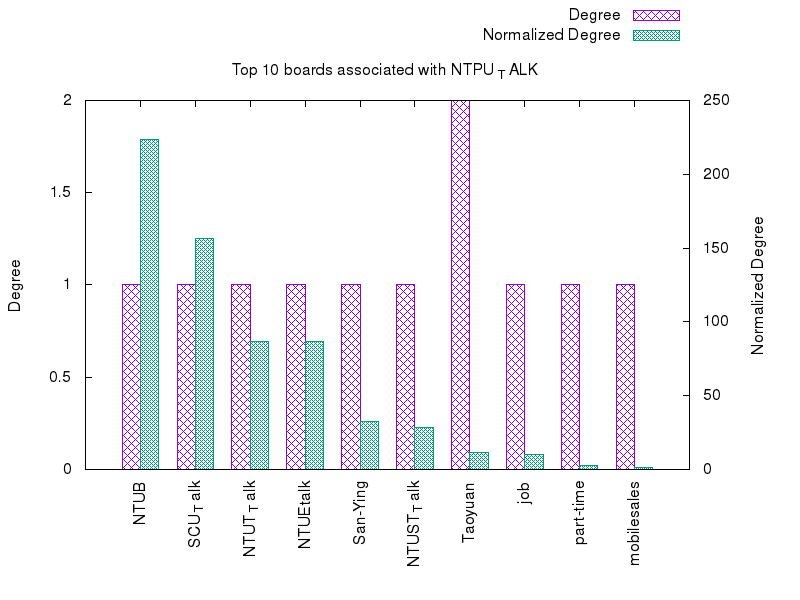 Degree
Normalized Degree
Top 10 boards associated with NTPU_T ALK
2
1.5
1
0.5
0
250
200
150
100
50
0
Degree
Normalized Degree
NTUB
SCU_T alk
NTUT_T alk
NTUEtalk
San-Ying
NTUST_T alk
Taoyuan
job
part-time
mobilesales